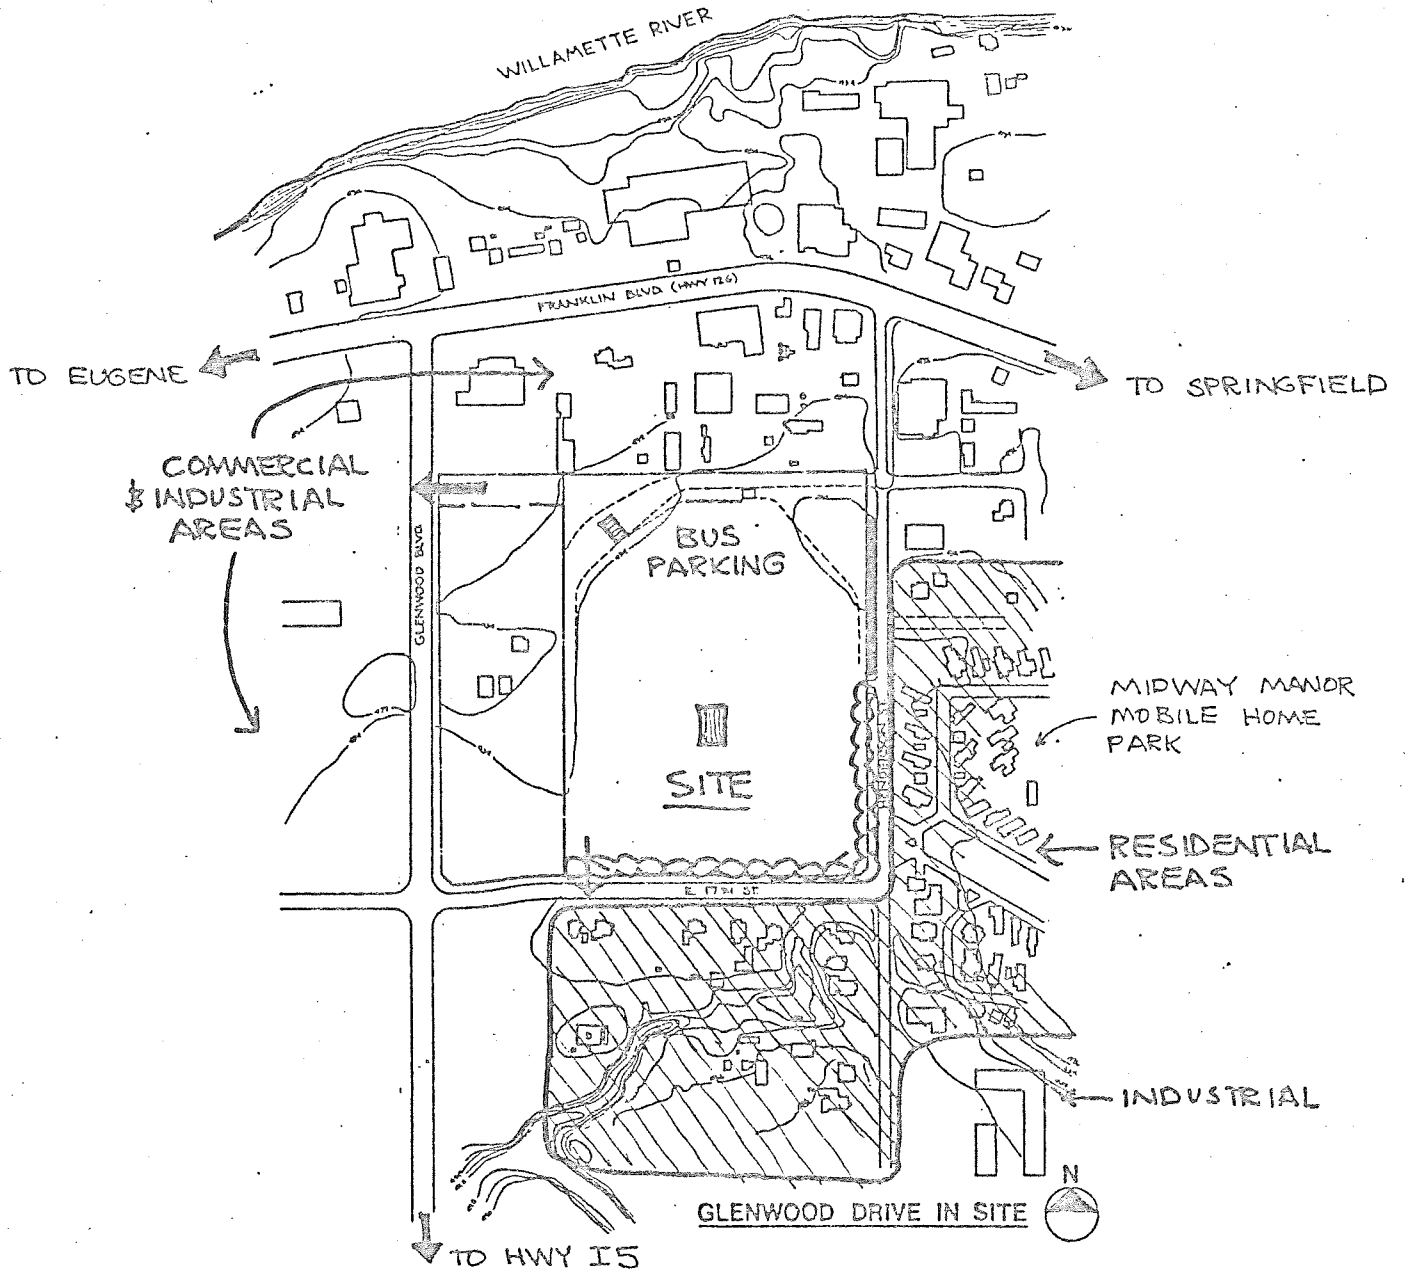 WILLAMETTE RIVER
FRANKLIN BLVD (HWY 126)
TO EUGENE
TO SPRINGFIELD
COMMERCIAL
& INDUSTRIAL
AREAS
GLENWOOD BLVD
BUS
PARKING
SITE
MIDWAY MANOR
MOBILE HOME
PARK
RESIDENTIAL
AREAS
E 17TH ST.
INDUSTRIAL
N
GLENWOOD DRIVE IN SITE
TO HWY I5